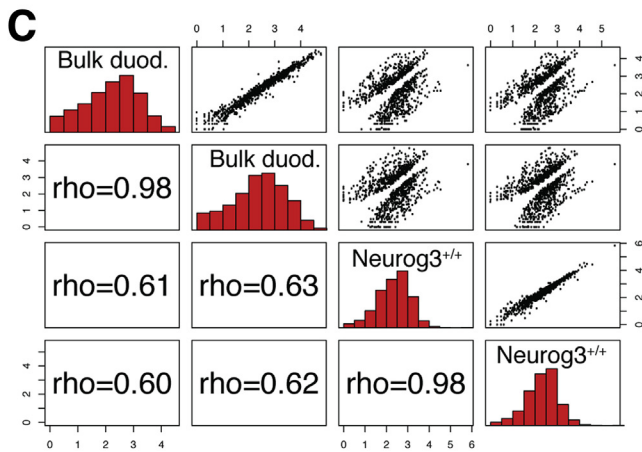 C
0 1 2 3 4
0 1 2 3 4 5
Bulk duod.
0 1 2 3 4
0 1 2 3 4
rho=0.98
Bulk duod.
rho=0.61
rho=0.63
Neurog3+/+
0 2 4 6
0 1 2 3 4 5
rho=0.60
rho=0.62
rho=0.98
Neurog3+/+
0 1 2 3 4
0 1 2 3 4 5 6